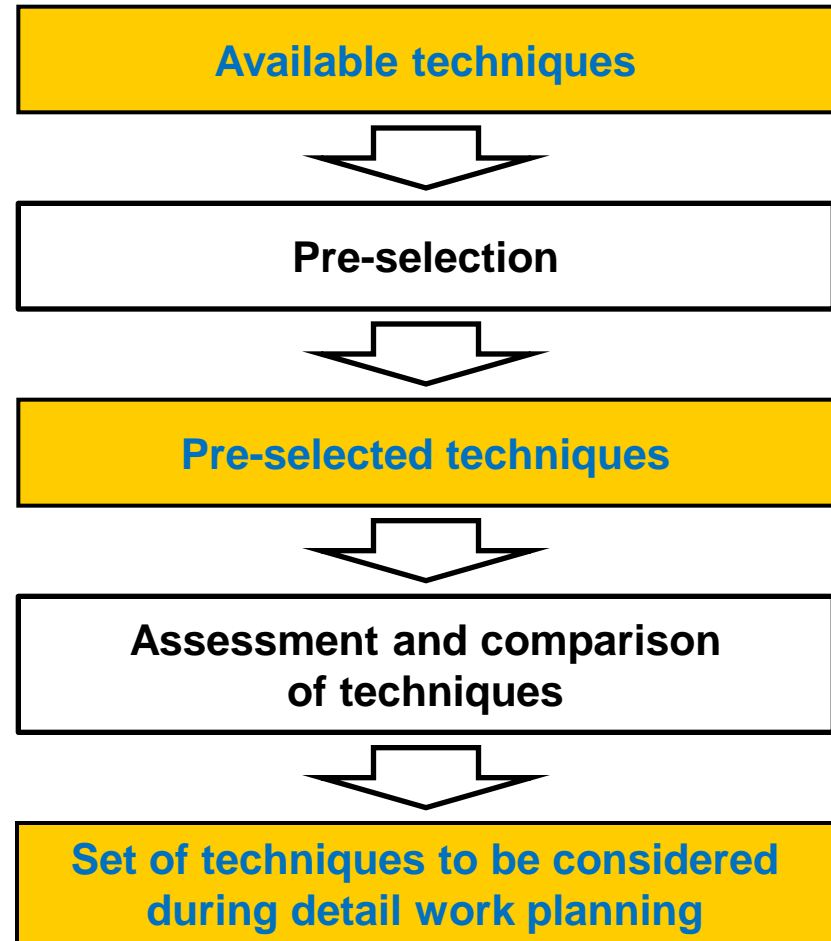 Available techniques
Pre-selection
Pre-selected techniques
Assessment and comparison
of techniques
Set of techniques to be considered
during detail work planning